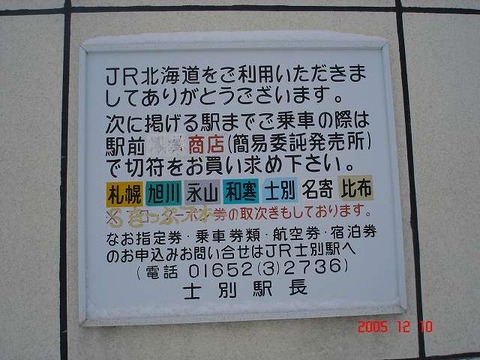 JR北海道をご利用いただきま
してありがとうございます。
次に掲げる駅までご乗車の際は
駅前 商店(簡易委託発売所)
で切符をお買い求め下さい。
札幌 旭川 永山 和寒 士別 名寄 比布
券の取次ぎもしております。
なお指定券・乗車券類・航空券・宿泊券
のお申込みお問い合せはJR士別駅へ
(電話 01652(3)2736)
士別駅長
2005 12 10